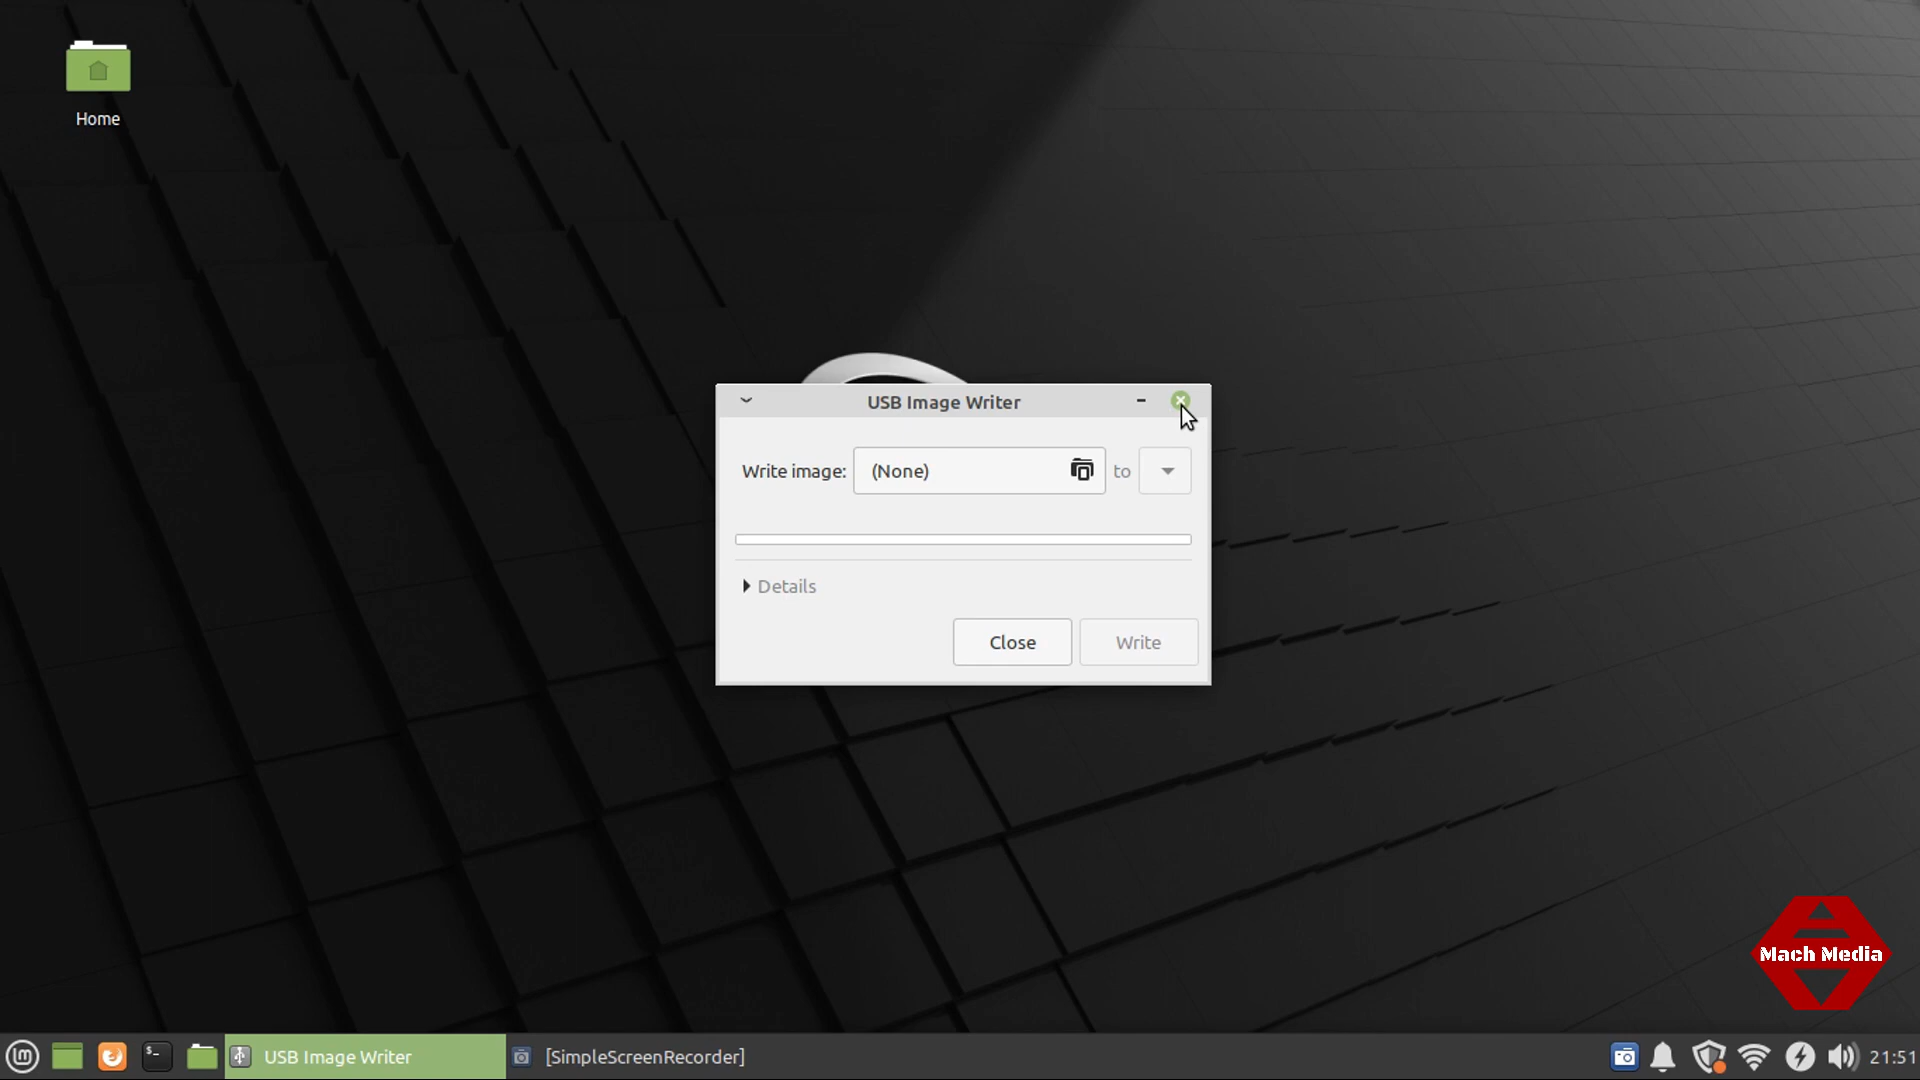 Home
USB Image Writer
Write image: (None) to
Details
Close Write
Mach Media
USB Image Writer [SimpleScreenRecorder] 21:51